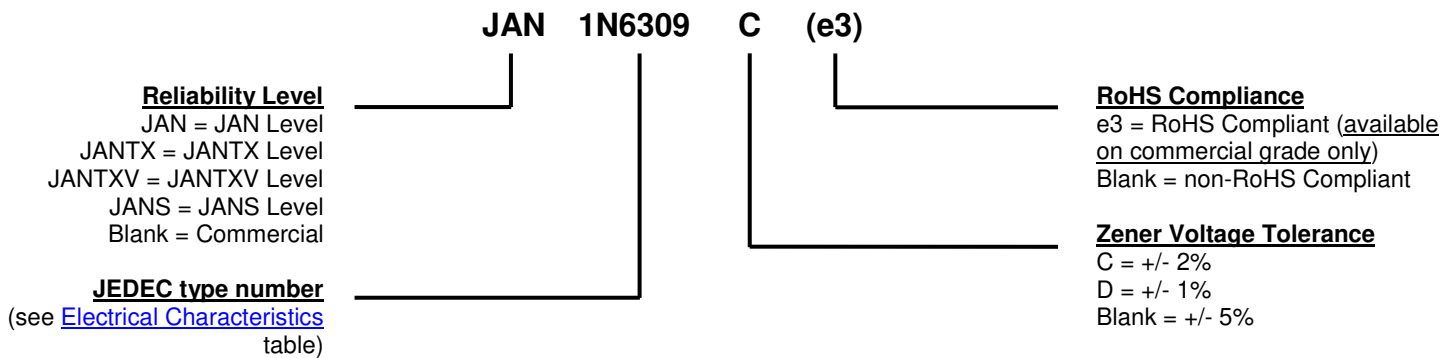 JAN 1N6309 C (e3)
Reliability Level
JAN = JAN Level
JANTX = JANTX Level
JANTXV = JANTXV Level
JANS = JANS Level
Blank = Commercial
JEDEC type number
(see Electrical Characteristics
table)
RoHS Compliance
e3 = RoHS Compliant (available
on commercial grade only)
Blank = non-RoHS Compliant
Zener Voltage Tolerance
C = +/- 2%
D = +/- 1%
Blank = +/- 5%